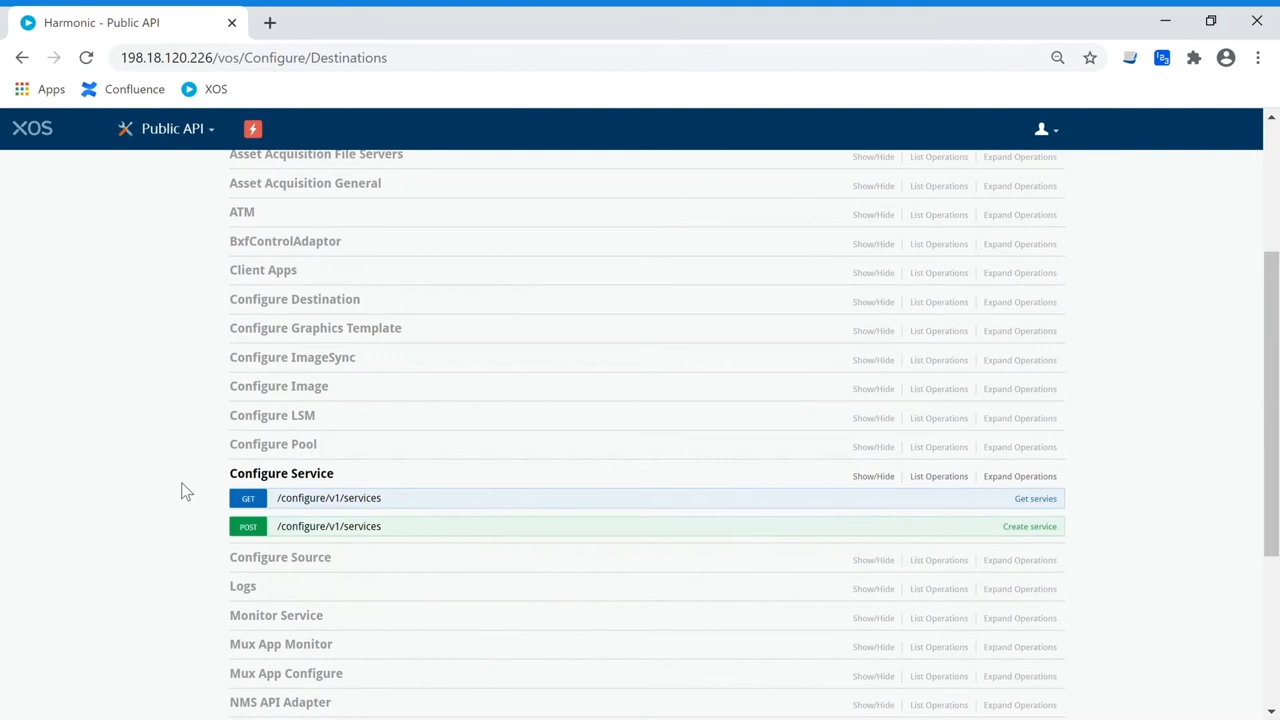 Harmonic - Public API
198.18.120.226/vos/Configure/Destinations
Apps Confluence XOS
XOS Public API
Asset Acquisition File Servers Show/Hide List Operations Expand Operations
Asset Acquisition General Show/Hide List Operations Expand Operations
ATM Show/Hide List Operations Expand Operations
BxfControlAdaptor Show/Hide List Operations Expand Operations
Client Apps Show/Hide List Operations Expand Operations
Configure Destination Show/Hide List Operations Expand Operations
Configure Graphics Template Show/Hide List Operations Expand Operations
Configure ImageSync Show/Hide List Operations Expand Operations
Configure Image Show/Hide List Operations Expand Operations
Configure LSM Show/Hide List Operations Expand Operations
Configure Pool Show/Hide List Operations Expand Operations
Configure Service Show/Hide List Operations Expand Operations
GET /configure/v1/services Get servies
POST /configure/v1/services Create service
Configure Source Show/Hide List Operations Expand Operations
Logs Show/Hide List Operations Expand Operations
Monitor Service Show/Hide List Operations Expand Operations
Mux App Monitor Show/Hide List Operations Expand Operations
Mux App Configure Show/Hide List Operations Expand Operations
NMS API Adapter Show/Hide List Operations Expand Operations